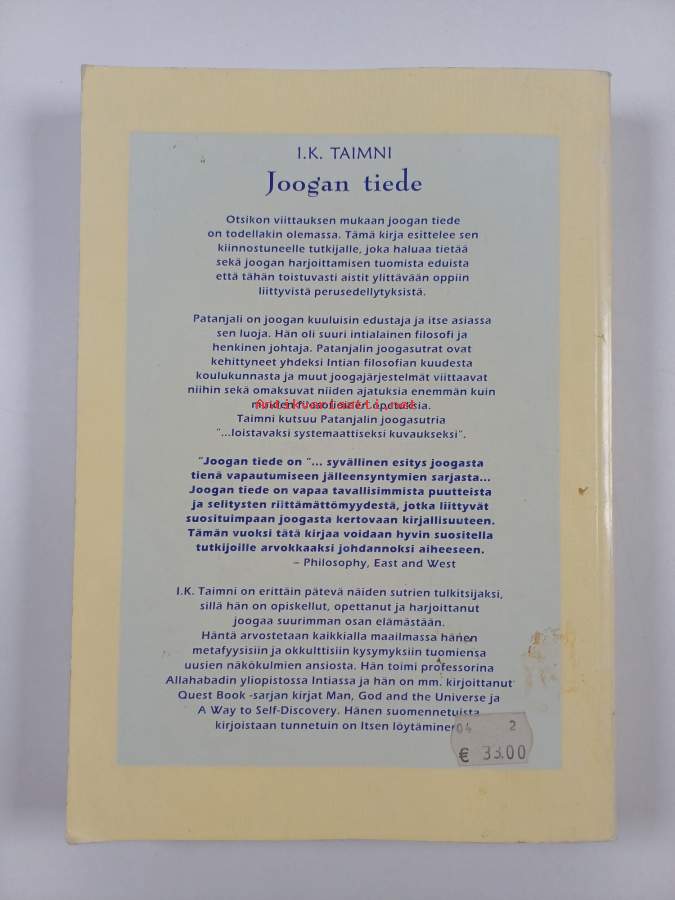 I.K. TAIMNI
Joogan tiede
Otsikon viittauksen mukaan joogan tiede
on todellakin olemassa. Tämä kirja esittelee sen
kiinnostuneelle tutkijalle, joka haluaa tietää
sekä joogan harjoittamisen tuomista eduista
että tähän toistuvasti aistit ylittävään oppiin
liittyvistä perusedellytyksistä.
Patanjali on joogan kuuluisin edustaja ja itse asiassa
sen luoja. Hän oli suuri intialainen filosofi ja
henkinen johtaja. Patanjalin joogasutrat ovat
kehittyneet yhdeksi Intian filosofian kuudesta
koulukunnasta ja muut joogajärjestelmät viittaavat
niihin sekä omaksuvat niiden ajatuksia enemmän kuin
muiden filosofioiden opetuksia.
Taimni kutsuu Patanjalin joogasutria
"...loistavaksi systemaattiseksi kuvaukseksi".
"Joogan tiede on "... syvällinen esitys joogasta
tienä vapautumiseen jälleensyntymien sarjasta...
Joogan tiede on vapaa tavallisimmista puutteista
ja selitysten riittämättömyydestä, jotka liittyvät
suosituimpaan joogasta kertovaan kirjallisuuteen.
Tämän vuoksi tätä kirjaa voidaan hyvin suositella
tutkijoille arvokkaaksi johdannoksi aiheeseen.
– Philosophy, East and West
I.K. Taimni on erittäin pätevä näiden sutrien tulkitsijaksi,
sillä hän on opiskellut, opettanut ja harjoittanut
joogaa suurimman osan elämästään.
Häntä arvostetaan kaikkialla maailmassa hänen
metafyysisiin ja okkulttisiin kysymyksiin tuomiensa
uusien näkökulmien ansiosta. Hän toimi professorina
Allahabadin yliopistossa Intiassa ja hän on mm. kirjoittanut
Quest Book -sarjan kirjat Man, God and the Universe ja
A Way to Self-Discovery. Hänen suomennetuista
kirjoistaan tunnetuin on Itsen löytäminen
04 2
€ 33.00